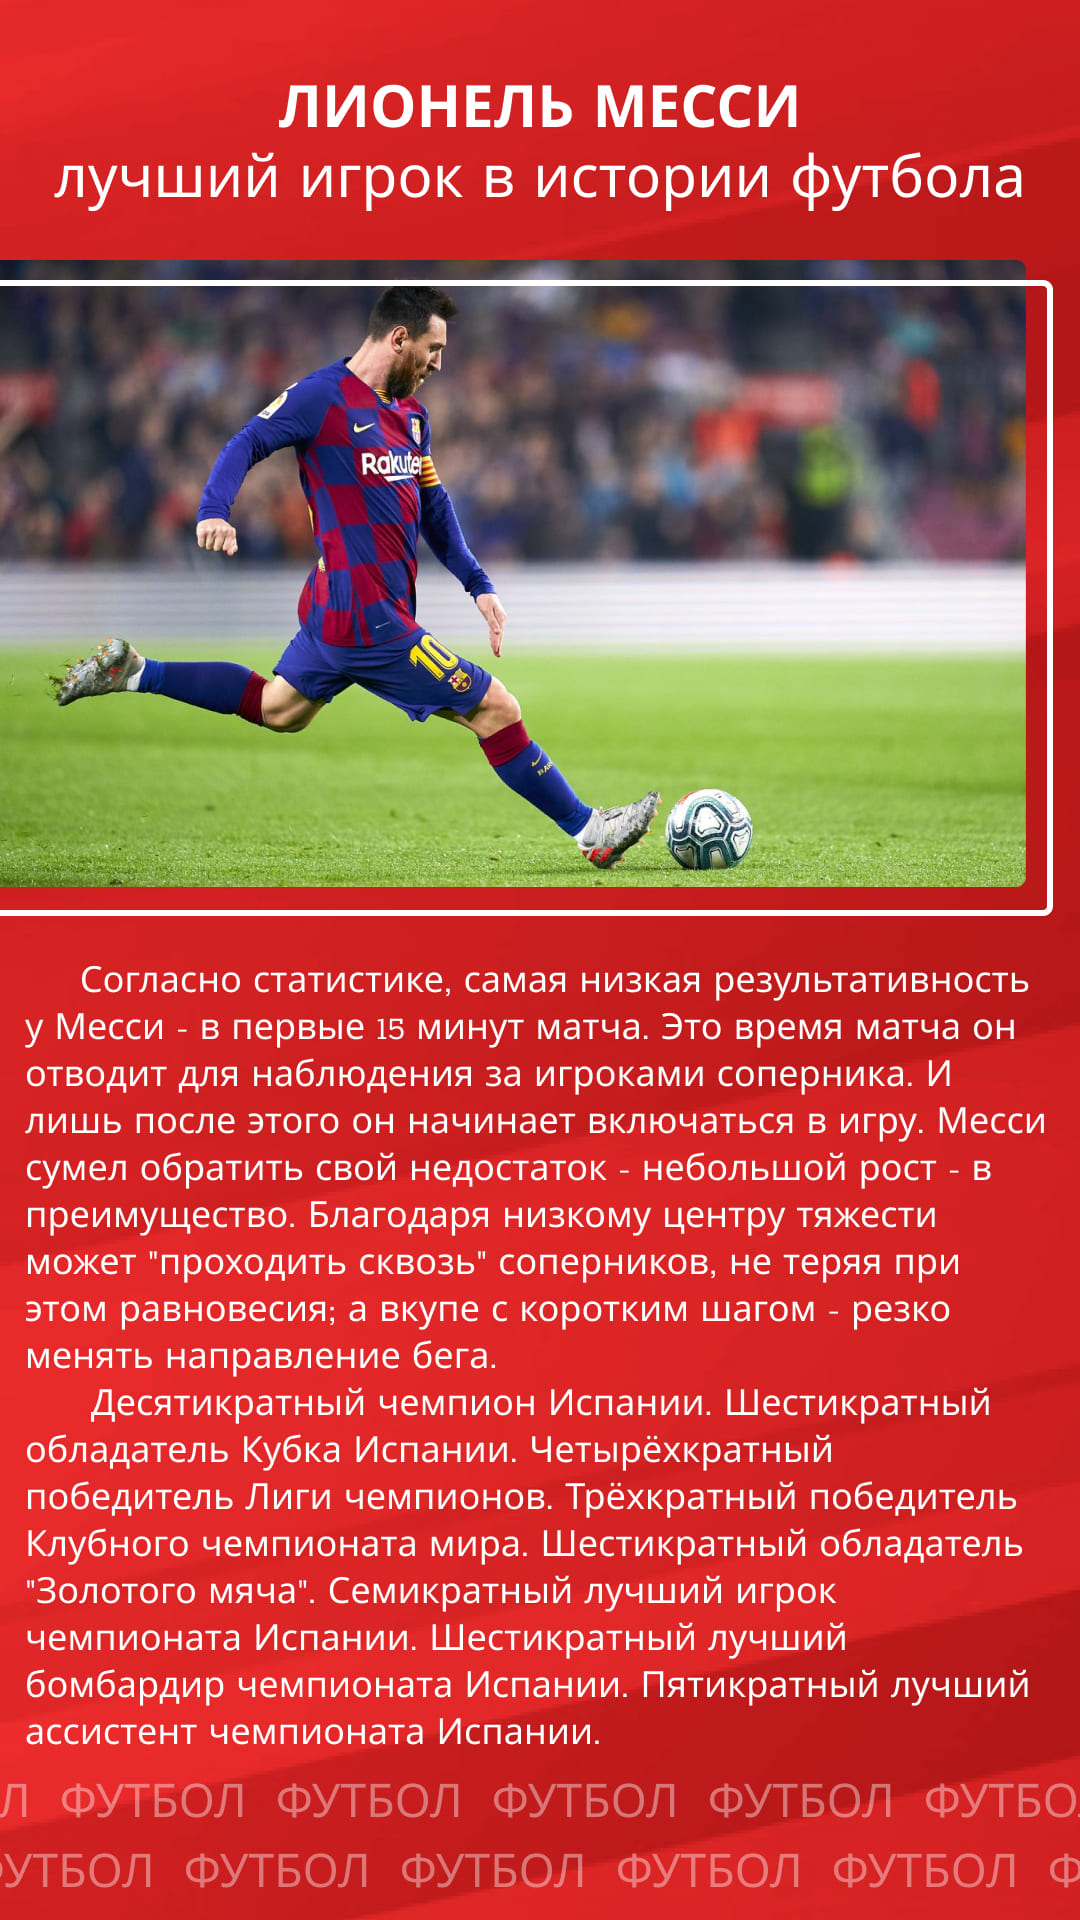 ЛИОНЕЛЬ МЕССИ
лучший игрок в истории футбола
Rakuten
10
Согласно статистике, самая низкая результативность
у Месси - в первые 15 минут матча. Это время матча он
отводит для наблюдения за игроками соперника. И
лишь после этого он начинает включаться в игру. Месси
сумел обратить свой недостаток - небольшой рост - в
преимущество. Благодаря низкому центру тяжести
может "проходить сквозь" соперников, не теряя при
этом равновесия; а вкупе с коротким шагом - резко
менять направление бега.
Десятикратный чемпион Испании. Шестикратный
обладатель Кубка Испании. Четырёхкратный
победитель Лиги чемпионов. Трёхкратный победитель
Клубного чемпионата мира. Шестикратный обладатель
"Золотого мяча". Семикратный лучший игрок
чемпионата Испании. Шестикратный лучший
бомбардир чемпионата Испании. Пятикратный лучший
ассистент чемпионата Испании.
Л ФУТБОЛ ФУТБОЛ ФУТБОЛ ФУТБОЛ ФУТБО
УТБОЛ ФУТБОЛ ФУТБОЛ ФУТБОЛ ФУТБОЛ Ф